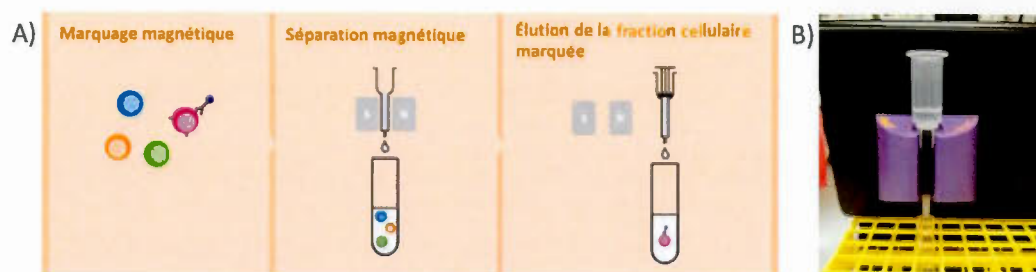 A)
Marquage magnétique
Séparation magnétique
Élution de la fraction cellulaire
marquée
B)